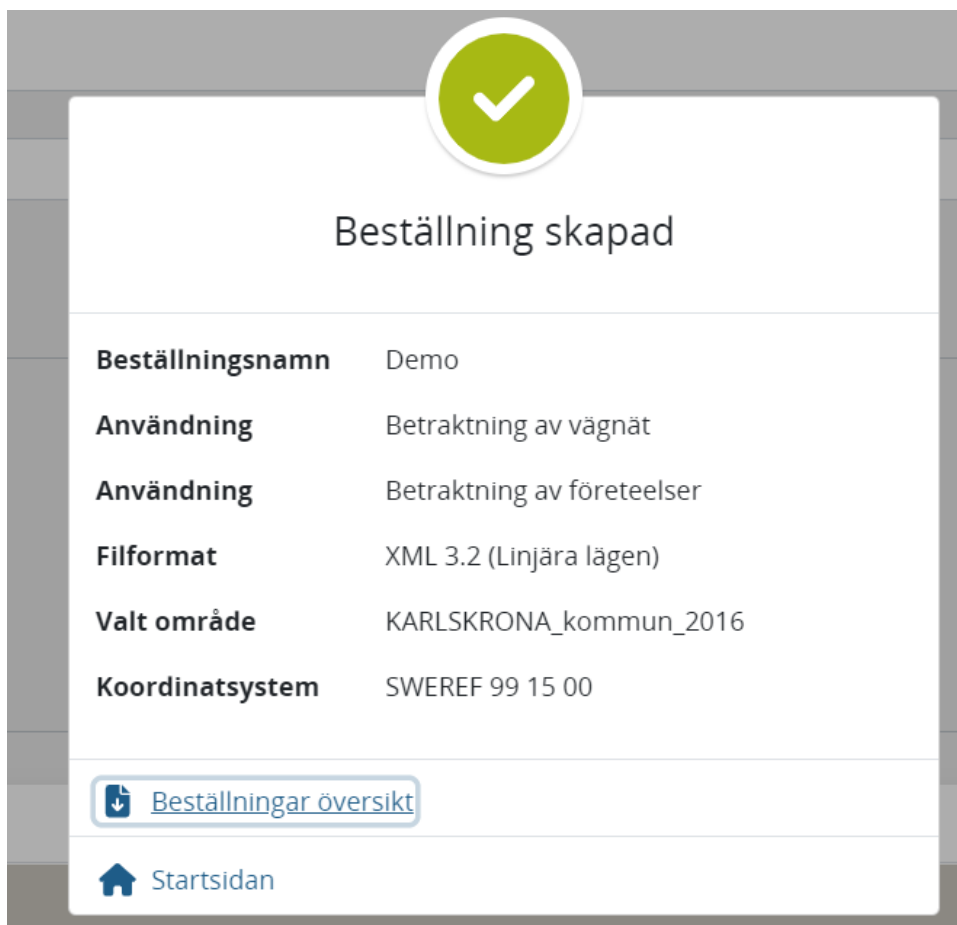 Beställning skapad
Beställningsnamn Demo
Användning Betraktning av vägnät
Användning Betraktning av företeelser
Filformat XML 3.2 (Linjära lägen)
Valt område KARLSKRONA_kommun_2016
Koordinatsystem SWEREF 99 15 00
Beställningar översikt
Startsidan